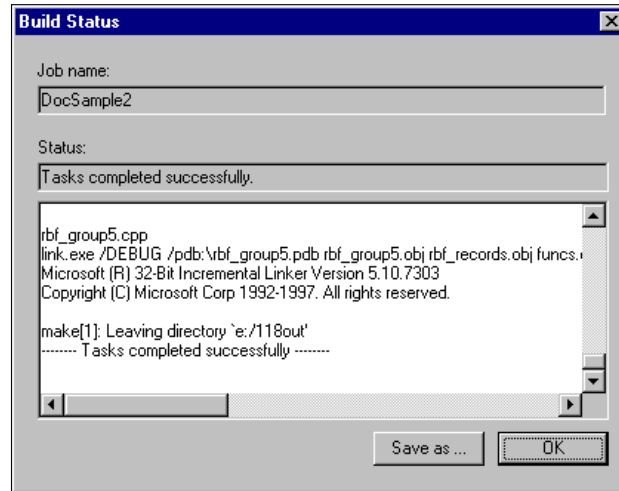 Build Status
Job name:
DocSample2
Status:
Tasks completed successfully.
rbf_group5.cpp
link.exe /DEBUG /pdb:\rbf_group5.pdb rbf_group5.obj rbf_records.obj funcs.
Microsoft (R) 32-Bit Incremental Linker Version 5.10.7303
Copyright (C) Microsoft Corp 1992-1997. All rights reserved.
make[1]: Leaving directory `e:/118out'
-------- Tasks completed successfully --------
Save as ...
OK